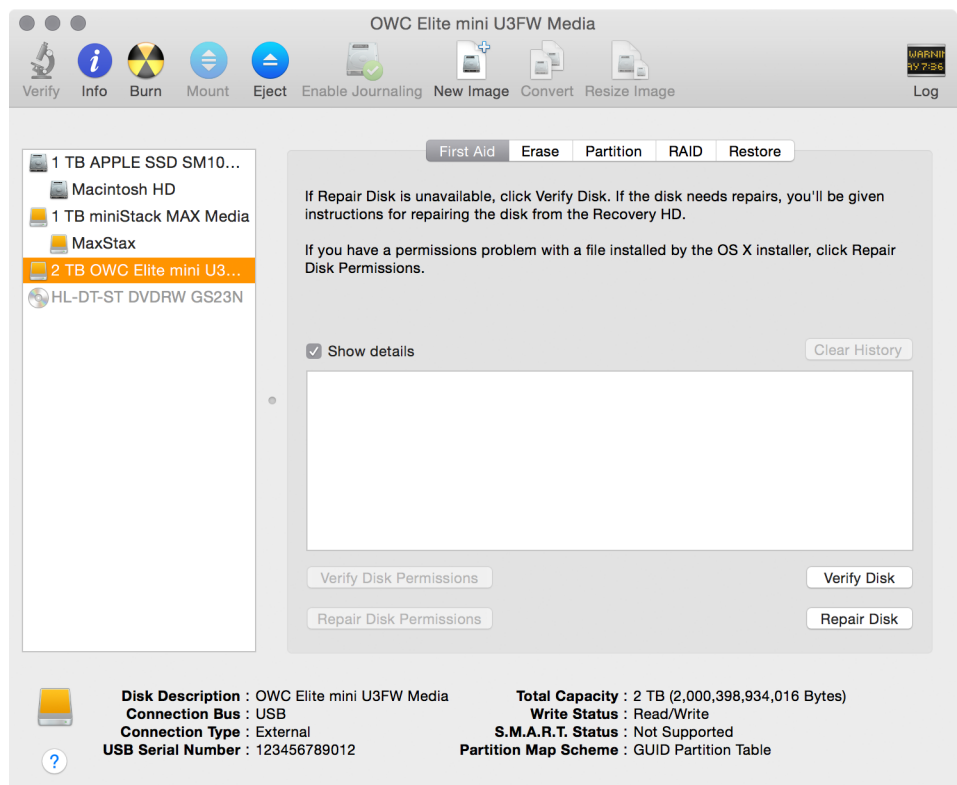 OWC Elite mini U3FW Media
Verify Info Burn Mount Eject Enable Journaling New Image Convert Resize Image Log
WARNIN
AY 7:36
1 TB APPLE SSD SM10...
Macintosh HD
1 TB miniStack MAX Media
MaxStax
2 TB OWC Elite mini U3...
HL-DT-ST DVDRW GS23N
First Aid Erase Partition RAID Restore
If Repair Disk is unavailable, click Verify Disk. If the disk needs repairs, you'll be given
instructions for repairing the disk from the Recovery HD.
If you have a permissions problem with a file installed by the OS X installer, click Repair
Disk Permissions.
Show details
Clear History
Verify Disk Permissions
Verify Disk
Repair Disk Permissions
Repair Disk
Disk Description : OWC Elite mini U3FW Media
Connection Bus : USB
Connection Type : External
USB Serial Number : 123456789012
Total Capacity : 2 TB (2,000,398,934,016 Bytes)
Write Status : Read/Write
S.M.A.R.T. Status : Not Supported
Partition Map Scheme : GUID Partition Table
?